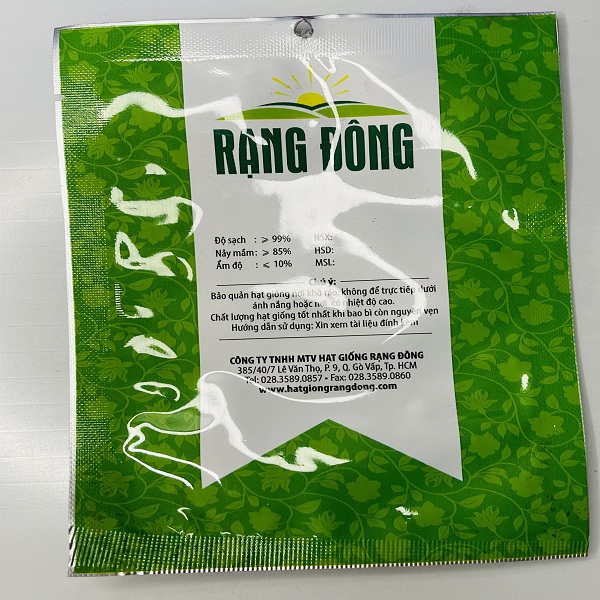 RẠNG ĐÔNG
Độ sạch : ⩾ 99% NSX:
Nảy mầm: ⩾ 85% HSD:
Ẩm độ : ⩽ 10% MSL:
Chú ý:
Bảo quản hạt giống nơi khô ráo, không để trực tiếp dưới
ánh nắng hoặc nơi có nhiệt độ cao.
Chất lượng hạt giống tốt nhất khi bao bì còn nguyên vẹn
Hướng dẫn sử dụng: Xin xem tài liệu đính kèm
CÔNG TY TNHH MTV HẠT GIỐNG RẠNG ĐÔNG
385/40/7 Lê Văn Thọ, P. 9, Q. Gò Vấp, Tp. HCM
Tel: 028.3589.0857 • Fax: 028.3589.0860
www.hatgiongrangdong.com